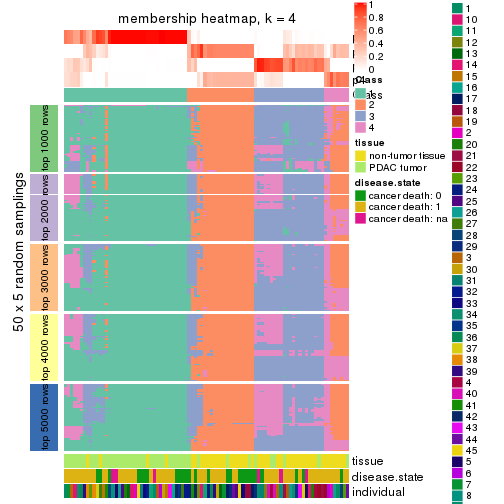 membership heatmap, k = 4
50 x 5 random samplings
top 1000 rows
rows
top 2000 rows
top 3000 rows
top 4000 rows
top 5000 rows
1
0.8
0.6
0.4
0.2
0
Class
1
2
3
4
tissue
non-tumor tissue
PDAC tumor
disease.state
cancer death: 0
cancer death: 1
cancer death: na
tissue
disease.state
individual
1
10
11
12
13
14
15
16
17
18
19
2
20
21
22
23
24
25
26
27
28
29
3
30
31
32
33
34
35
36
37
38
39
4
40
41
42
43
44
45
5
6
7
8